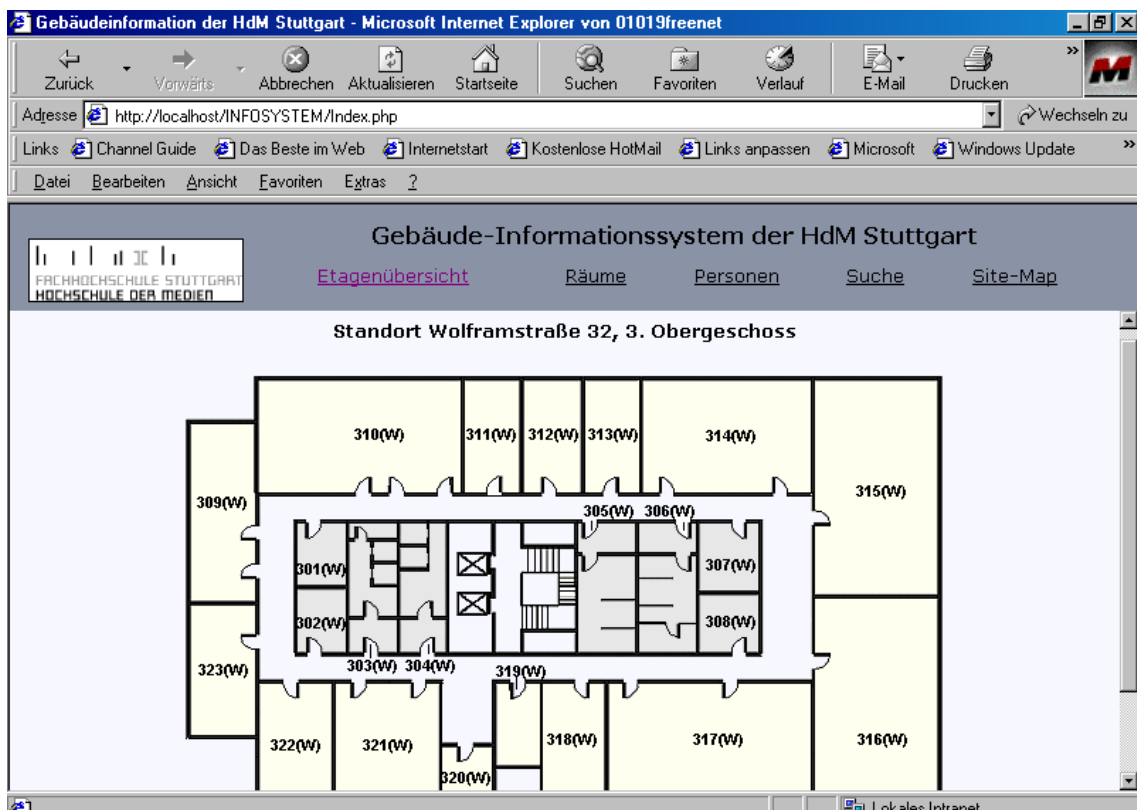 Gebäudeinformation der HdM Stuttgart - Microsoft Internet Explorer von 01019freenet
Zurück Vorwärts Abbrechen Aktualisieren Startseite Suchen Favoriten Verlauf E-Mail Drucken »
Adresse http://localhost/INFOSYSTEM/Index.php Wechseln zu
Links Channel Guide Das Beste im Web Internetstart Kostenlose HotMail Links anpassen Microsoft Windows Update »
Datei Bearbeiten Ansicht Favoriten Extras ?
Gebäude-Informationssystem der HdM Stuttgart
FACHHOCHSCHULE STUTTGART
HOCHSCHULE DER MEDIEN
Etagenübersicht Räume Personen Suche Site-Map
Standort Wolframstraße 32, 3. Obergeschoss
310(W) 311(W) 312(W) 313(W) 314(W)
309(W) 315(W)
305(W) 306(W)
301(W) 307(W)
302(W) 308(W)
323(W) 303(W) 304(W) 319(W)
322(W) 321(W) 318(W) 317(W) 316(W)
320(W)
Lokales Intranet